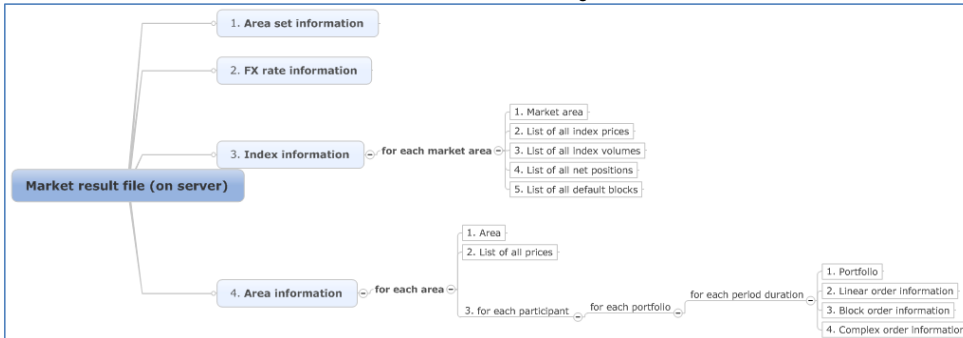 Market result file (on server)
1. Area set information
2. FX rate information
3. Index information
for each market area
1. Market area
2. List of all index prices
3. List of all index volumes
4. List of all net positions
5. List of all default blocks
4. Area information
for each area
1. Area
2. List of all prices
3. for each participant
for each portfolio
for each period duration
1. Portfolio
2. Linear order information
3. Block order information
4. Complex order information